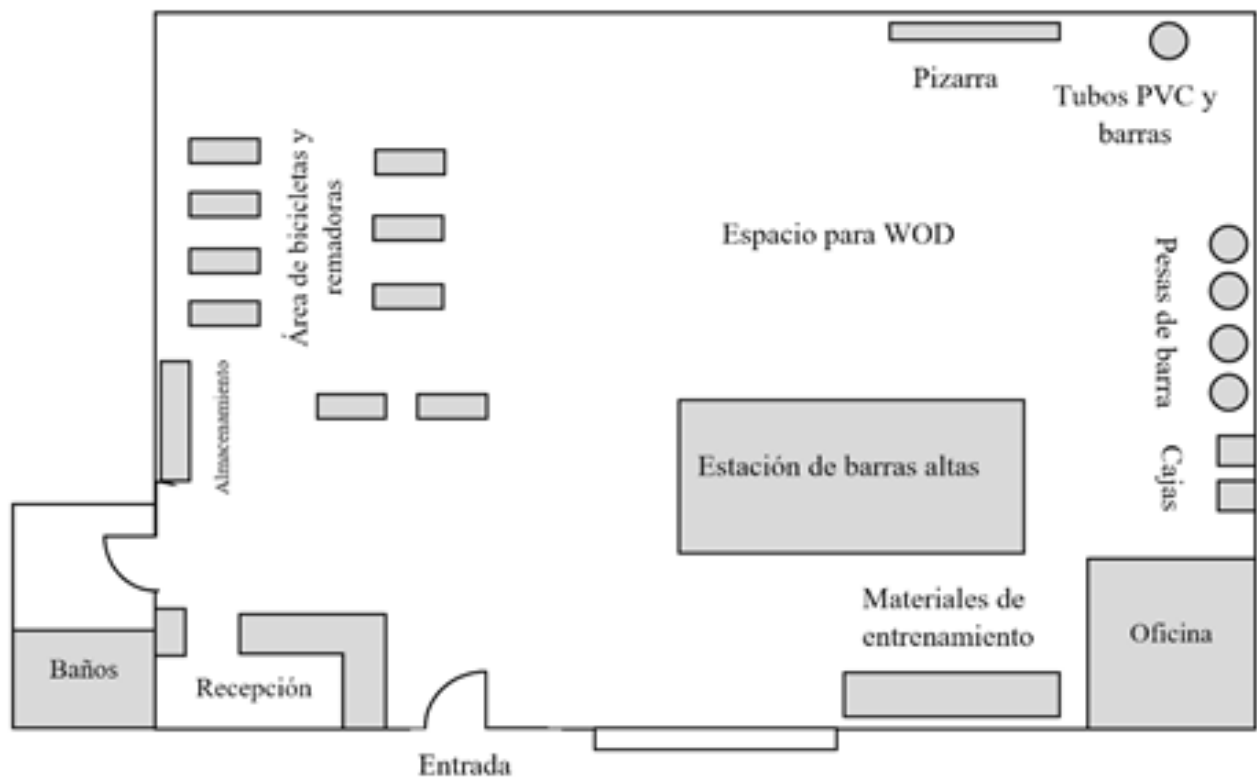 Pizarra
Tubos PVC y
barras
Área de bicicletas y
remadoras
Espacio para WOD
Pesas de barra
Almacenamiento
Estación de barras altas
Cajas
Materiales de
entrenamiento
Oficina
Baños
Recepción
Entrada